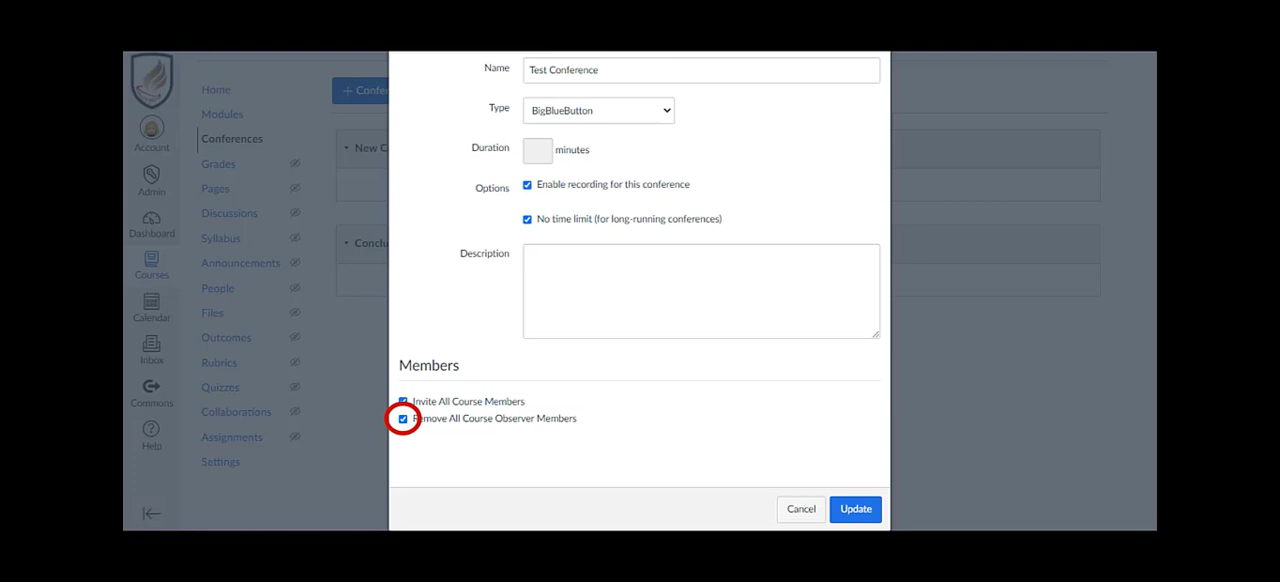 Account
Admin
Dashboard
Courses
Calendar
Inbox
Commons
Help
Home
Modules
Conferences
Grades
Pages
Discussions
Syllabus
Announcements
People
Files
Outcomes
Rubrics
Quizzes
Collaborations
Assignments
Settings
+ Confer
New C
Conclu
Name Test Conference
Type BigBlueButton
Duration minutes
Options Enable recording for this conference
No time limit (for long-running conferences)
Description
Members
Invite All Course Members
Remove All Course Observer Members
Cancel Update